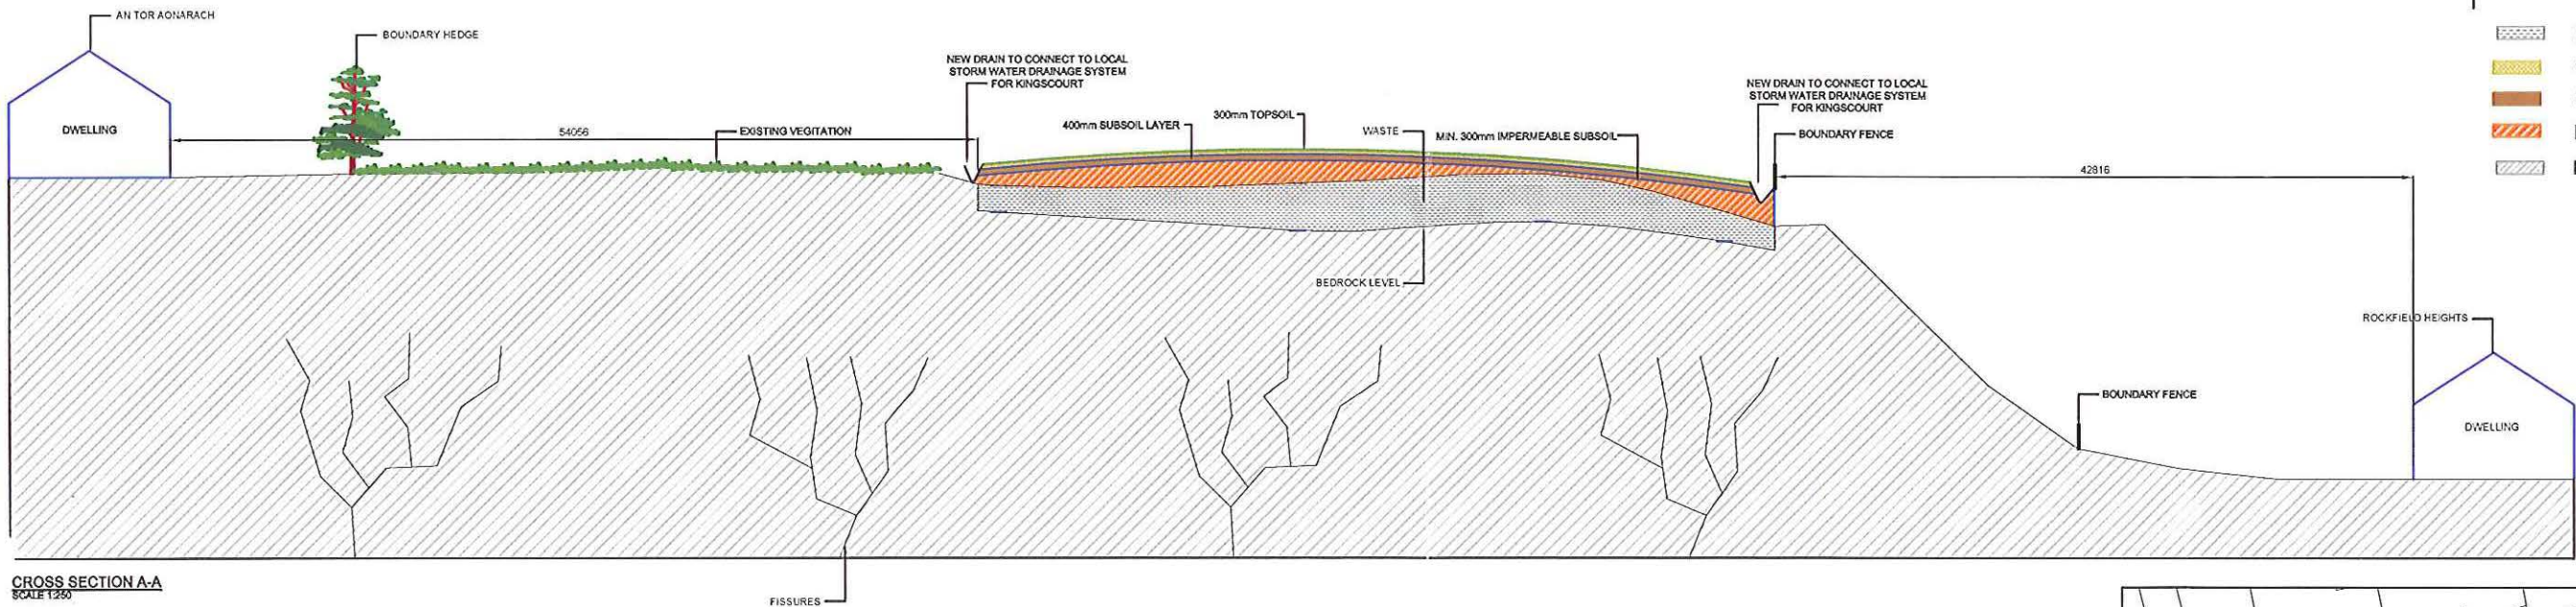 AN TOR AONARACH
BOUNDARY HEDGE
NEW DRAIN TO CONNECT TO LOCAL
STORM WATER DRAINAGE SYSTEM
FOR KINGSCOURT
NEW DRAIN TO CONNECT TO LOCAL
STORM WATER DRAINAGE SYSTEM
FOR KINGSCOURT
DWELLING
54056
EXISTING VEGITATION
400mm SUBSOIL LAYER
300mm TOPSOIL
WASTE
MIN. 300mm IMPERMEABLE SUBSOIL
BOUNDARY FENCE
42816
BEDROCK LEVEL
ROCKFIELD HEIGHTS
BOUNDARY FENCE
DWELLING
CROSS SECTION A-A
SCALE 1:250
FISSURES